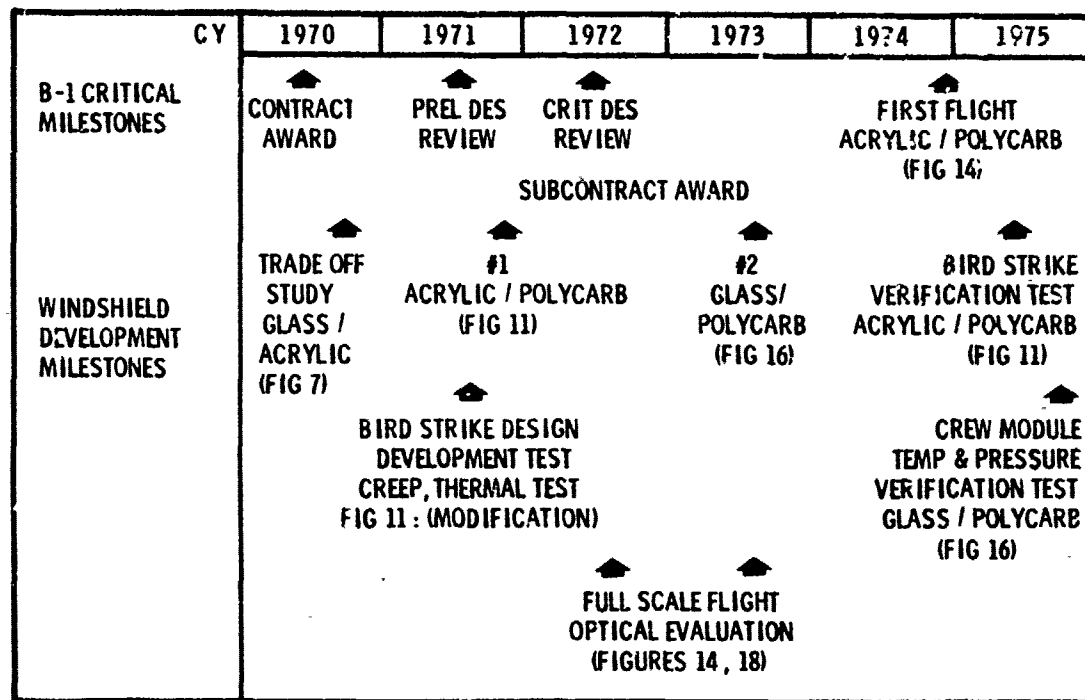 CY 1970 1971 1972 1973 1974 1975
B-1 CRITICAL
MILESTONES
CONTRACT
AWARD
PREL DES
REVIEW
CRIT DES
REVIEW
FIRST FLIGHT
ACRYLIC / POLYCARB
(FIG 14)
SUBCONTRACT AWARD
WINDSHIELD
DEVELOPMENT
MILESTONES
TRADE OFF
STUDY
GLASS /
ACRYLIC
(FIG 7)
#1
ACRYLIC / POLYCARB
(FIG 11)
#2
GLASS/
POLYCARB
(FIG 16)
BIRD STRIKE
VERIFICATION TEST
ACRYLIC / POLYCARB
(FIG 11)
BIRD STRIKE DESIGN
DEVELOPMENT TEST
CREEP, THERMAL TEST
FIG 11 : (MODIFICATION)
CREW MODULE
TEMP & PRESSURE
VERIFICATION TEST
GLASS / POLYCARB
(FIG 16)
FULL SCALE FLIGHT
OPTICAL EVALUATION
(FIGURES 14, 18)